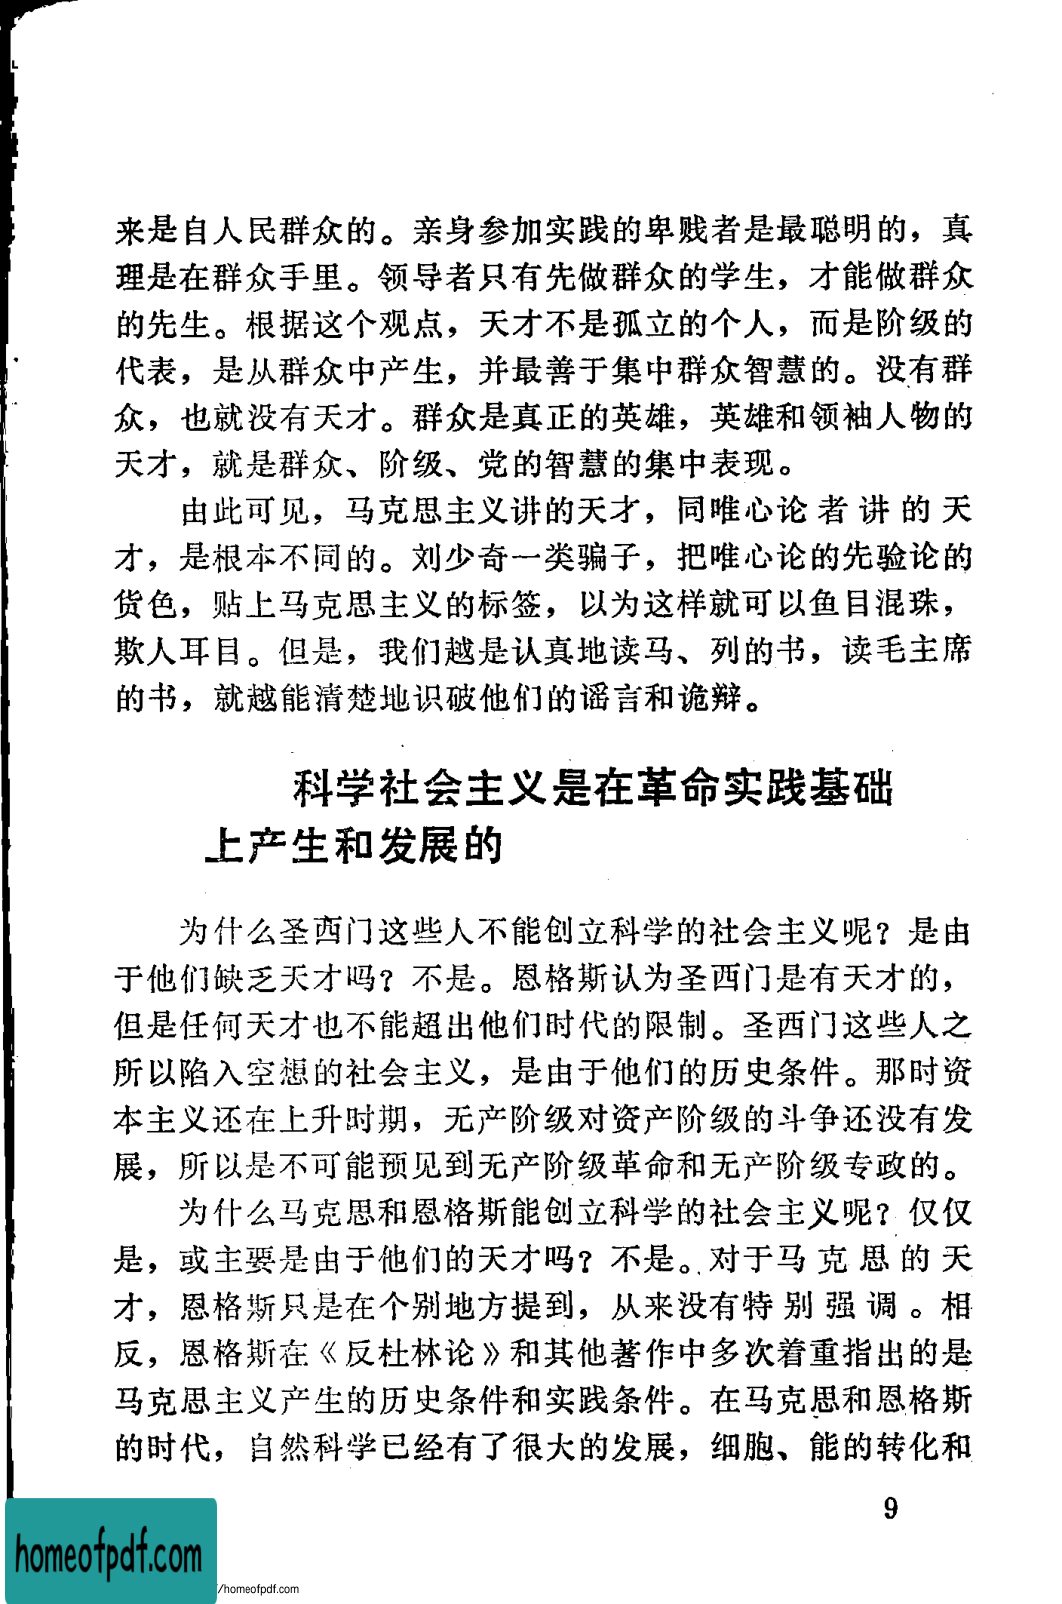 来是自人民群众的。亲身参加实践的卑贱者是最聪明的，真
理是在群众手里。领导者只有先做群众的学生，才能做群众
的先生。根据这个观点，天才不是孤立的个人，而是阶级的
代表，是从群众中产生，并最善于集中群众智慧的。没有群
众，也就没有天才。群众是真正的英雄，英雄和领袖人物的
天才，就是群众、阶级、党的智慧的集中表现。
由此可见，马克思主义讲的天才，同唯心论者讲的天
才，是根本不同的。刘少奇一类骗子，把唯心论的先验论的
货色，贴上马克思主义的标签，以为这样就可以鱼目混珠，
欺人耳目。但是，我们越是认真地读马、列的书，读毛主席
的书，就越能清楚地识破他们的谣言和诡辩。
科学社会主义是在革命实践基础
上产生和发展的
为什么圣西门这些人不能创立科学的社会主义呢？是由
于他们缺乏天才吗？不是。恩格斯认为圣西门是有天才的，
但是任何天才也不能超出他们时代的限制。圣西门这些人之
所以陷入空想的社会主义，是由于他们的历史条件。那时资
本主义还在上升时期，无产阶级对资产阶级的斗争还没有发
展，所以是不可能预见到无产阶级革命和无产阶级专政的。
为什么马克思和恩格斯能创立科学的社会主义呢？仅仅
是，或主要是由于他们的天才吗？不是。对于马克思的天
才，恩格斯只是在个别地方提到，从来没有特别强调。相
反，恩格斯在《反杜林论》和其他著作中多次着重指出的是
马克思主义产生的历史条件和实践条件。在马克思和恩格斯
的时代，自然科学已经有了很大的发展，细胞、能的转化和
9
homeofpdf.com
/homeofpdf.com